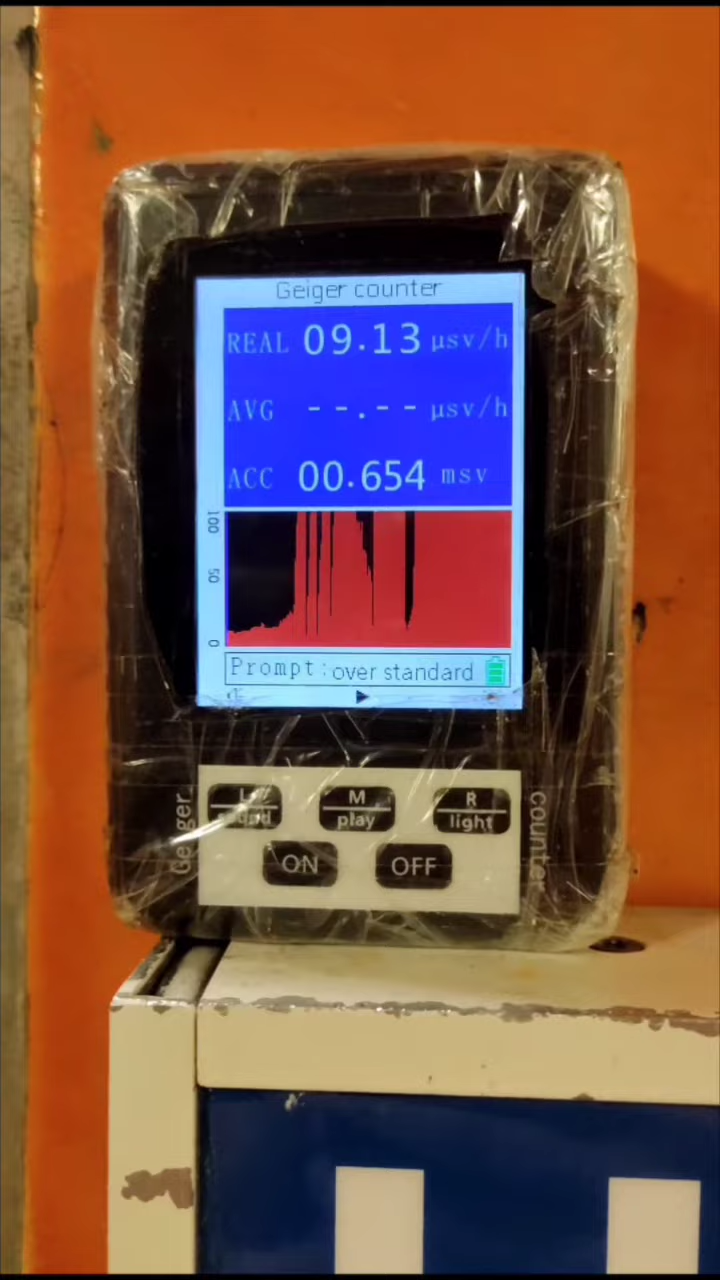 Geiger counter
REAL 09.13 μsv/h
AVG --.-- μsv/h
ACC 00.654 msv
100
50
0
Prompt: over standard
Geiger
counter
L
sound
M
play
R
light
ON
OFF